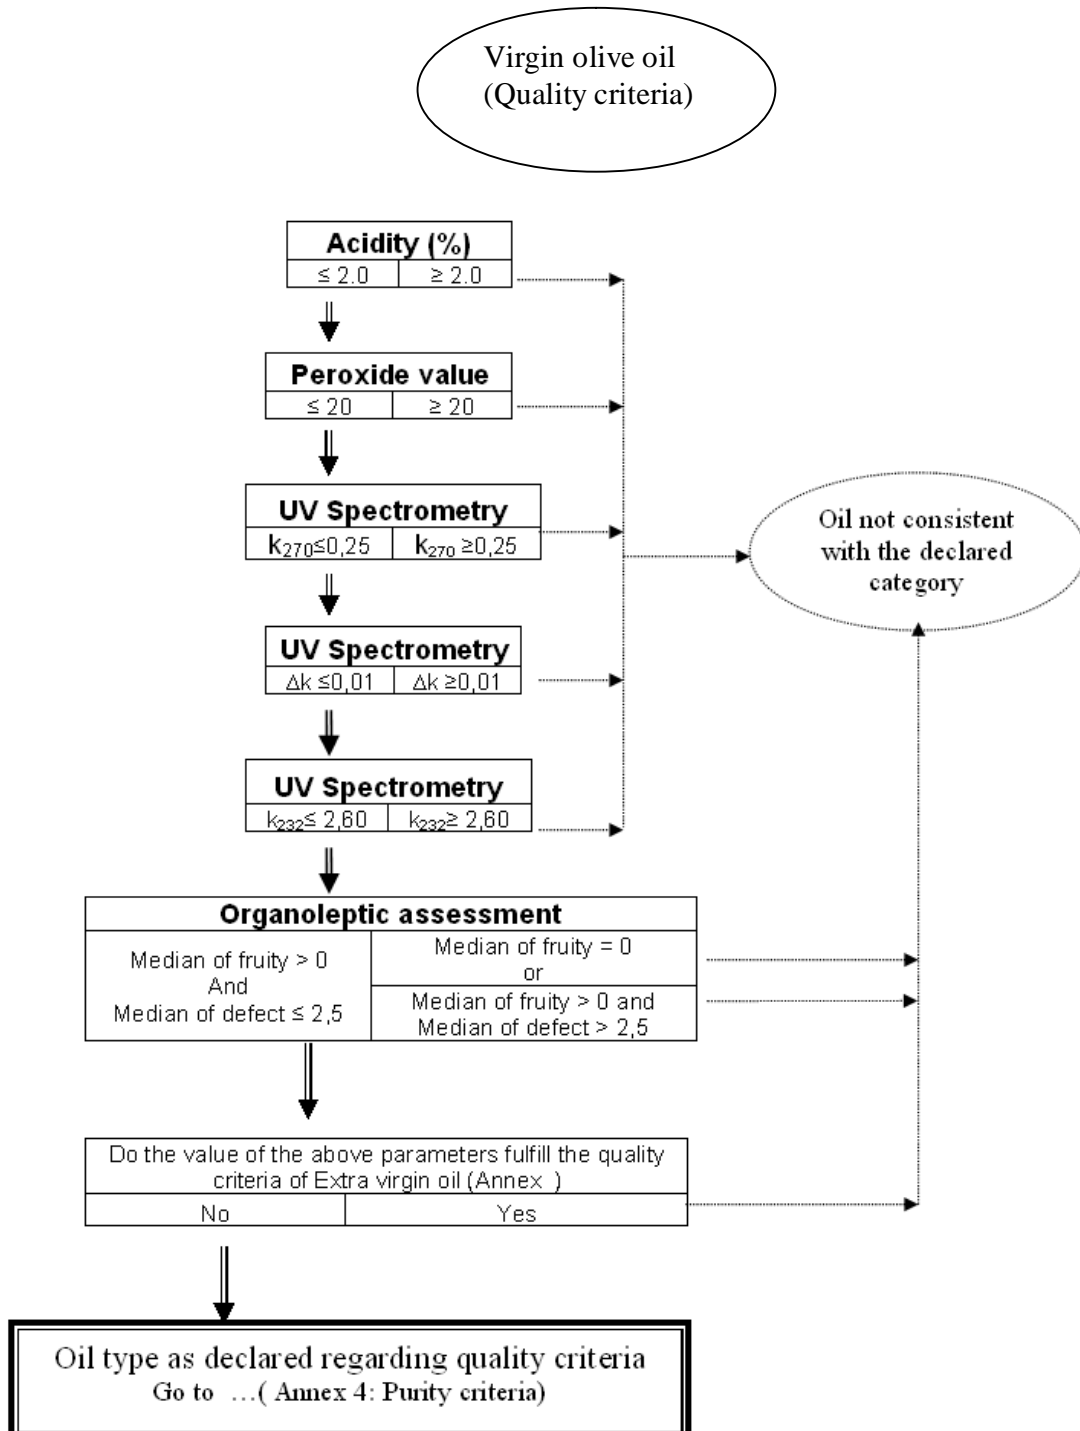 Virgin olive oil
(Quality criteria)
Acidity (%)
≤ 2.0 ≥ 2.0
Peroxide value
≤ 20 ≥ 20
UV Spectrometry
k270≤0,25 k270 ≥0,25
Oil not consistent
with the declared
category
UV Spectrometry
Δk ≤0,01 Δk ≥0,01
UV Spectrometry
k232≤ 2,60 k232≥ 2,60
Organoleptic assessment
Median of fruity > 0
And
Median of defect ≤ 2,5
Median of fruity = 0
or
Median of fruity > 0 and
Median of defect > 2,5
Do the value of the above parameters fulfill the quality
criteria of Extra virgin oil (Annex )
No Yes
Oil type as declared regarding quality criteria
Go to ...( Annex 4: Purity criteria)